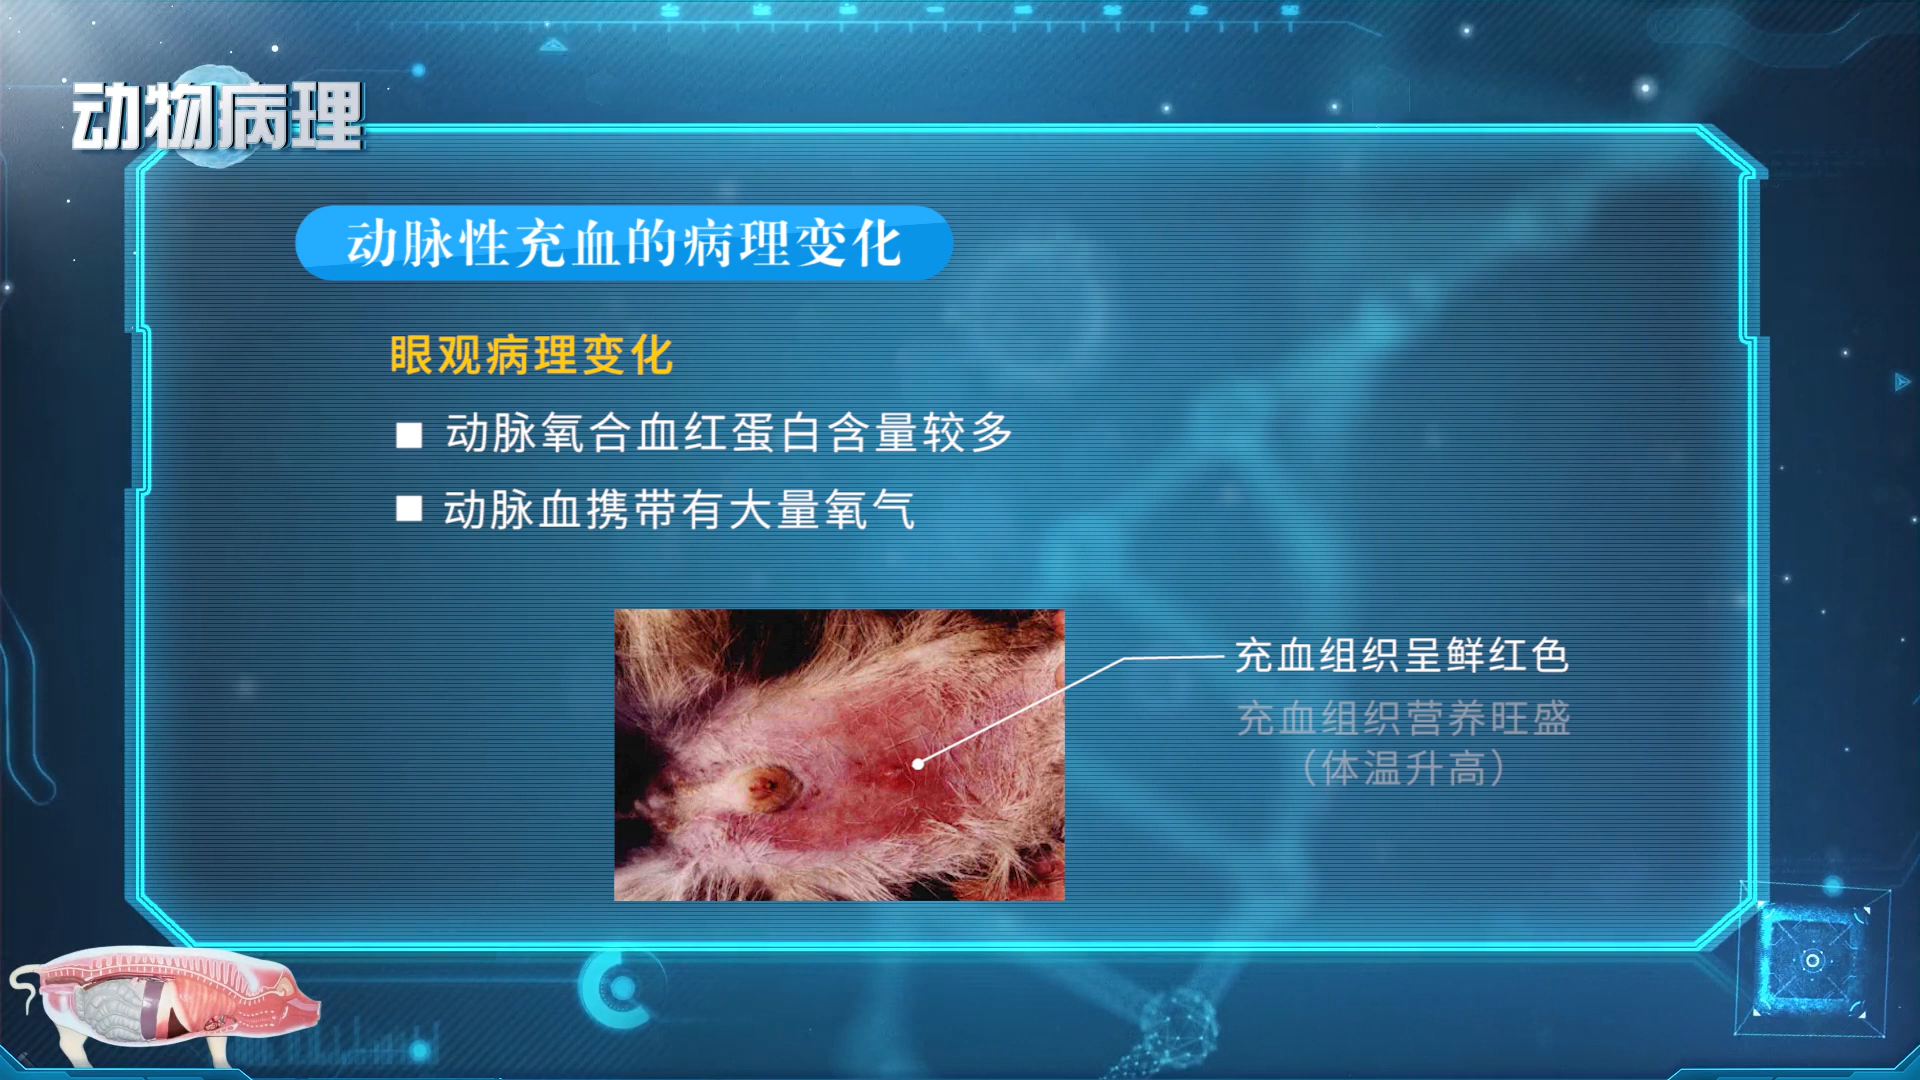 动物病理
动脉性充血的病理变化
眼观病理变化
动脉氧合血红蛋白含量较多
动脉血携带有大量氧气
充血组织呈鲜红色
充血组织营养旺盛
（体温升高）